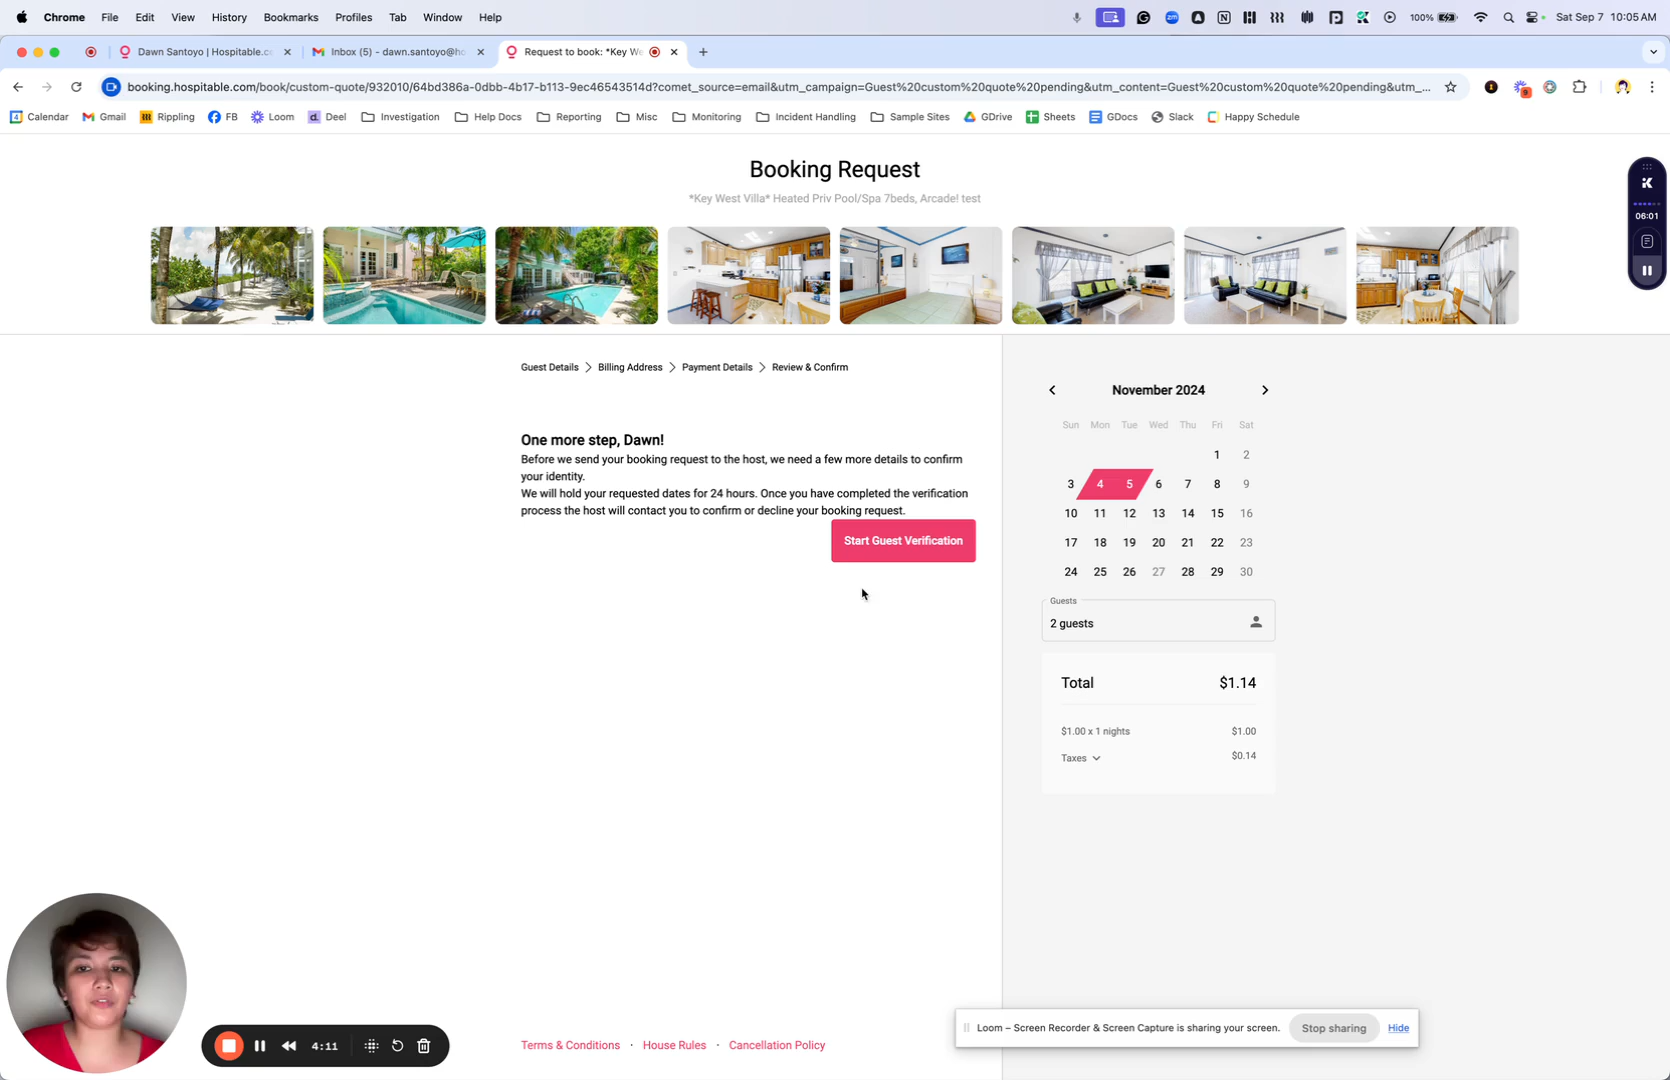 Chrome File Edit View History Bookmarks Profiles Tab Window Help 100% Sat Sep 7 10:05 AM
Dawn Santoyo | Hospitable.c Inbox (5) - dawn.santoyo@ho Request to book: *Key We
booking.hospitable.com/book/custom-quote/932010/64bd386a-0dbb-4b17-b113-9ec46543514d?comet_source=email&utm_campaign=Guest%20custom%20quote%20pending&utm_content=Guest%20custom%20quote%20pending&utm_...
Calendar Gmail Rippling FB Loom Deel Investigation Help Docs Reporting Misc Monitoring Incident Handling Sample Sites GDrive Sheets GDocs Slack Happy Schedule
Booking Request
*Key West Villa* Heated Priv Pool/Spa 7beds, Arcade! test
06:01
Guest Details > Billing Address > Payment Details > Review & Confirm
One more step, Dawn!
Before we send your booking request to the host, we need a few more details to confirm
your identity.
We will hold your requested dates for 24 hours. Once you have completed the verification
process the host will contact you to confirm or decline your booking request.
Start Guest Verification
November 2024
Sun Mon Tue Wed Thu Fri Sat
1 2
3 4 5 6 7 8 9
10 11 12 13 14 15 16
17 18 19 20 21 22 23
24 25 26 27 28 29 30
Guests
2 guests
Total $1.14
$1.00 x 1 nights $1.00
Taxes $0.14
Loom – Screen Recorder & Screen Capture is sharing your screen. Stop sharing Hide
4:11
Terms & Conditions · House Rules · Cancellation Policy